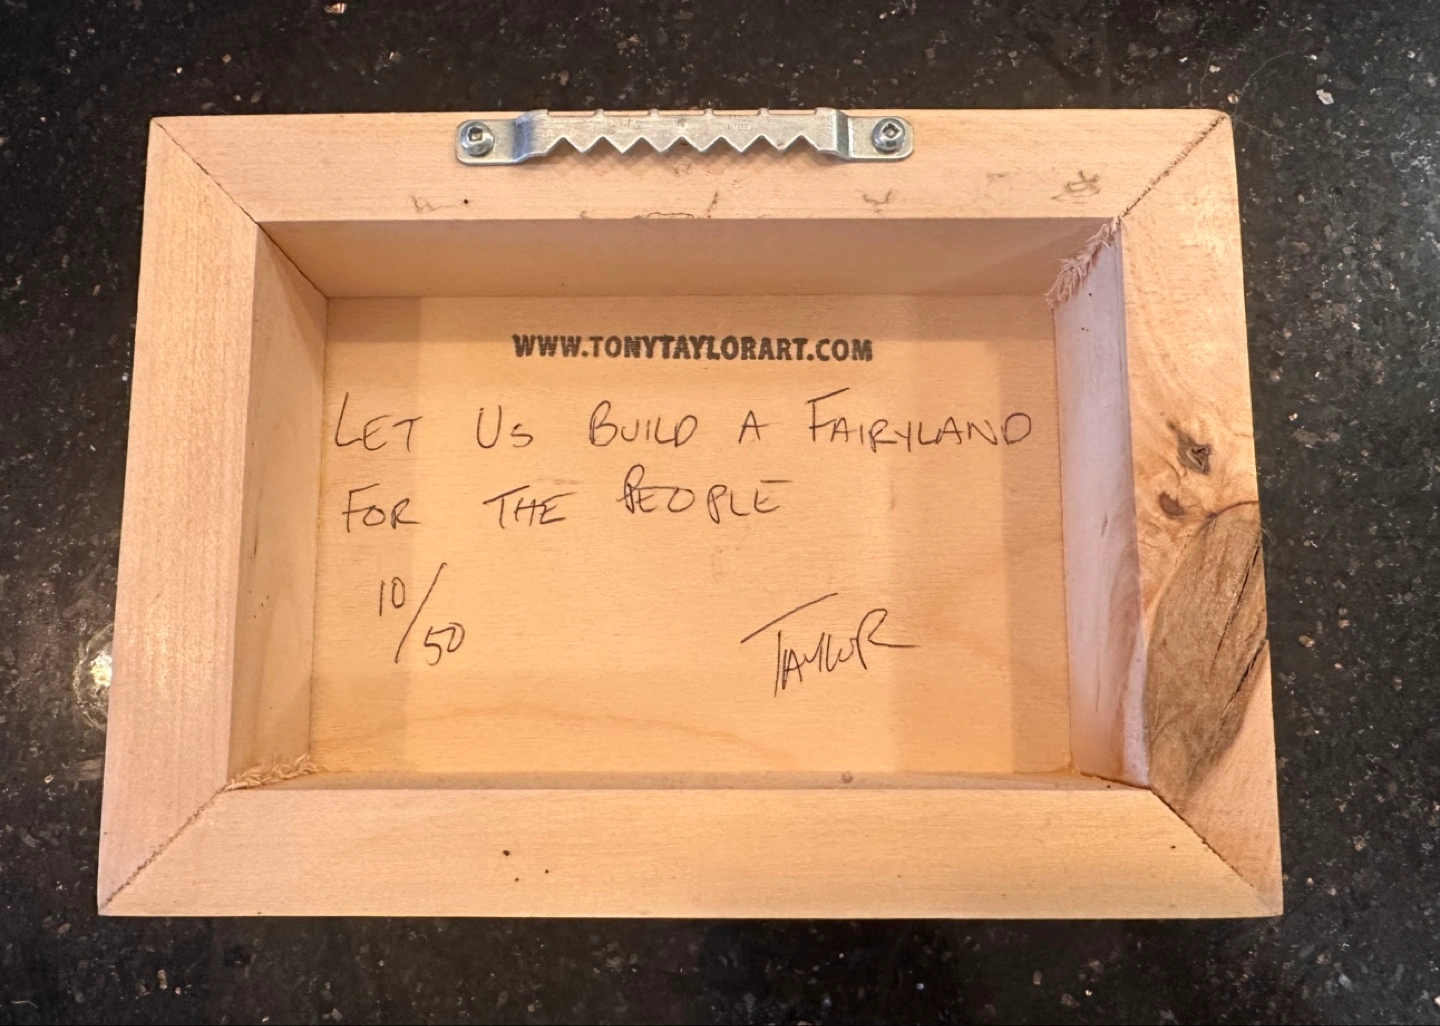 WWW.TONYTAYLORART.COM
LET US BUILD A FAIRYLAND
FOR THE PEOPLE
10/50
TAYLOR